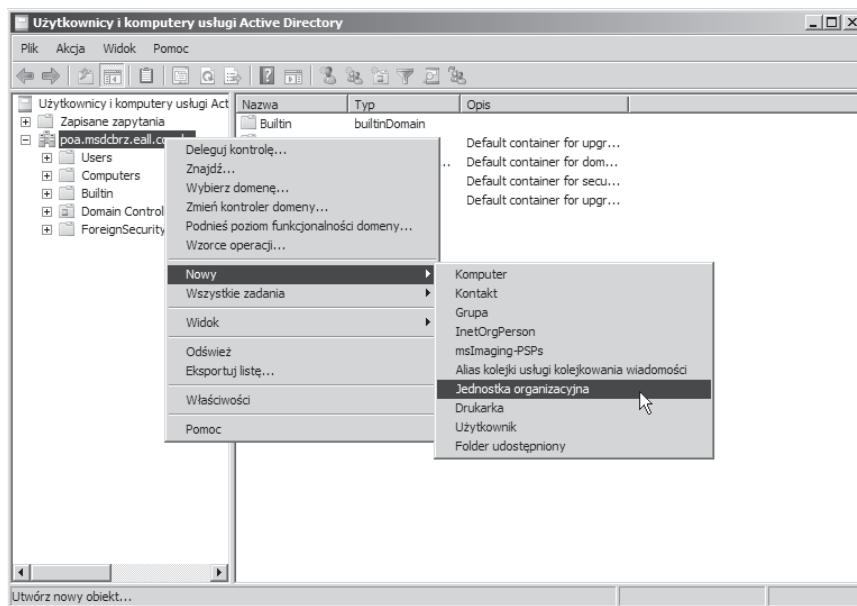 Użytkownicy i komputery usługi Active Directory
Plik Akcja Widok Pomoc
Użytkownicy i komputery usługi Act
Zapisane zapytania
poa.msdcbrz.eall.co
Users
Computers
Builtin
Domain Control
ForeignSecurity
Nazwa Typ Opis
Builtin builtinDomain
Default container for upgr...
.. Default container for dom...
Default container for secu...
Default container for upgr...
Deleguj kontrolę...
Znajdź...
Wybierz domenę...
Zmień kontroler domeny...
Podnieś poziom funkcjonalności domeny...
Wzorce operacji...
Nowy
Wszystkie zadania
Widok
Odśwież
Eksportuj listę...
Właściwości
Pomoc
Komputer
Kontakt
Grupa
InetOrgPerson
msImaging-PSPs
Alias kolejki usługi kolejkowania wiadomości
Jednostka organizacyjna
Drukarka
Użytkownik
Folder udostępniony
Utwórz nowy obiekt...